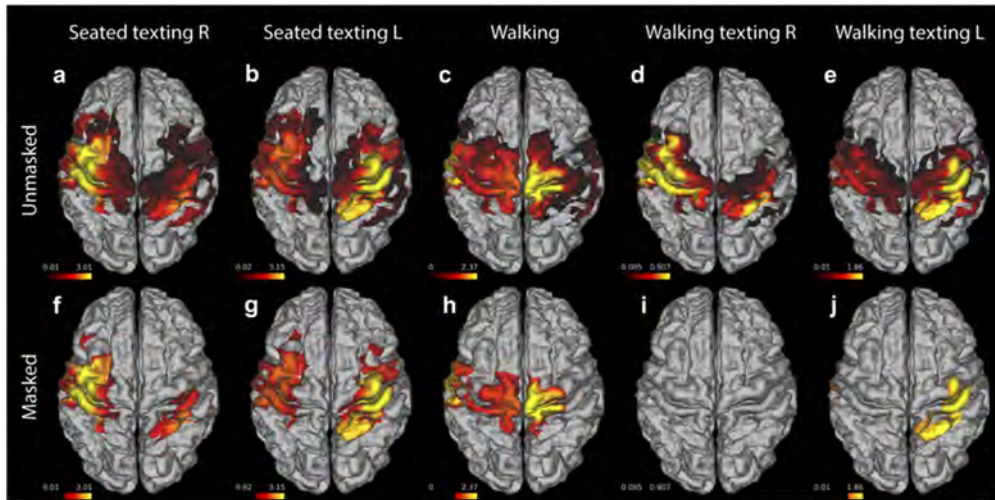 Seated texting R Seated texting L Walking Walking texting R Walking texting L
a b c d e
Unmasked
0.01 3.01 0.02 3.15 0 2.37 0.095 0.907 0.01 1.86
f g h i j
Masked
0.01 3.01 0.02 3.15 0 2.37 0.095 0.907 0.01 1.86